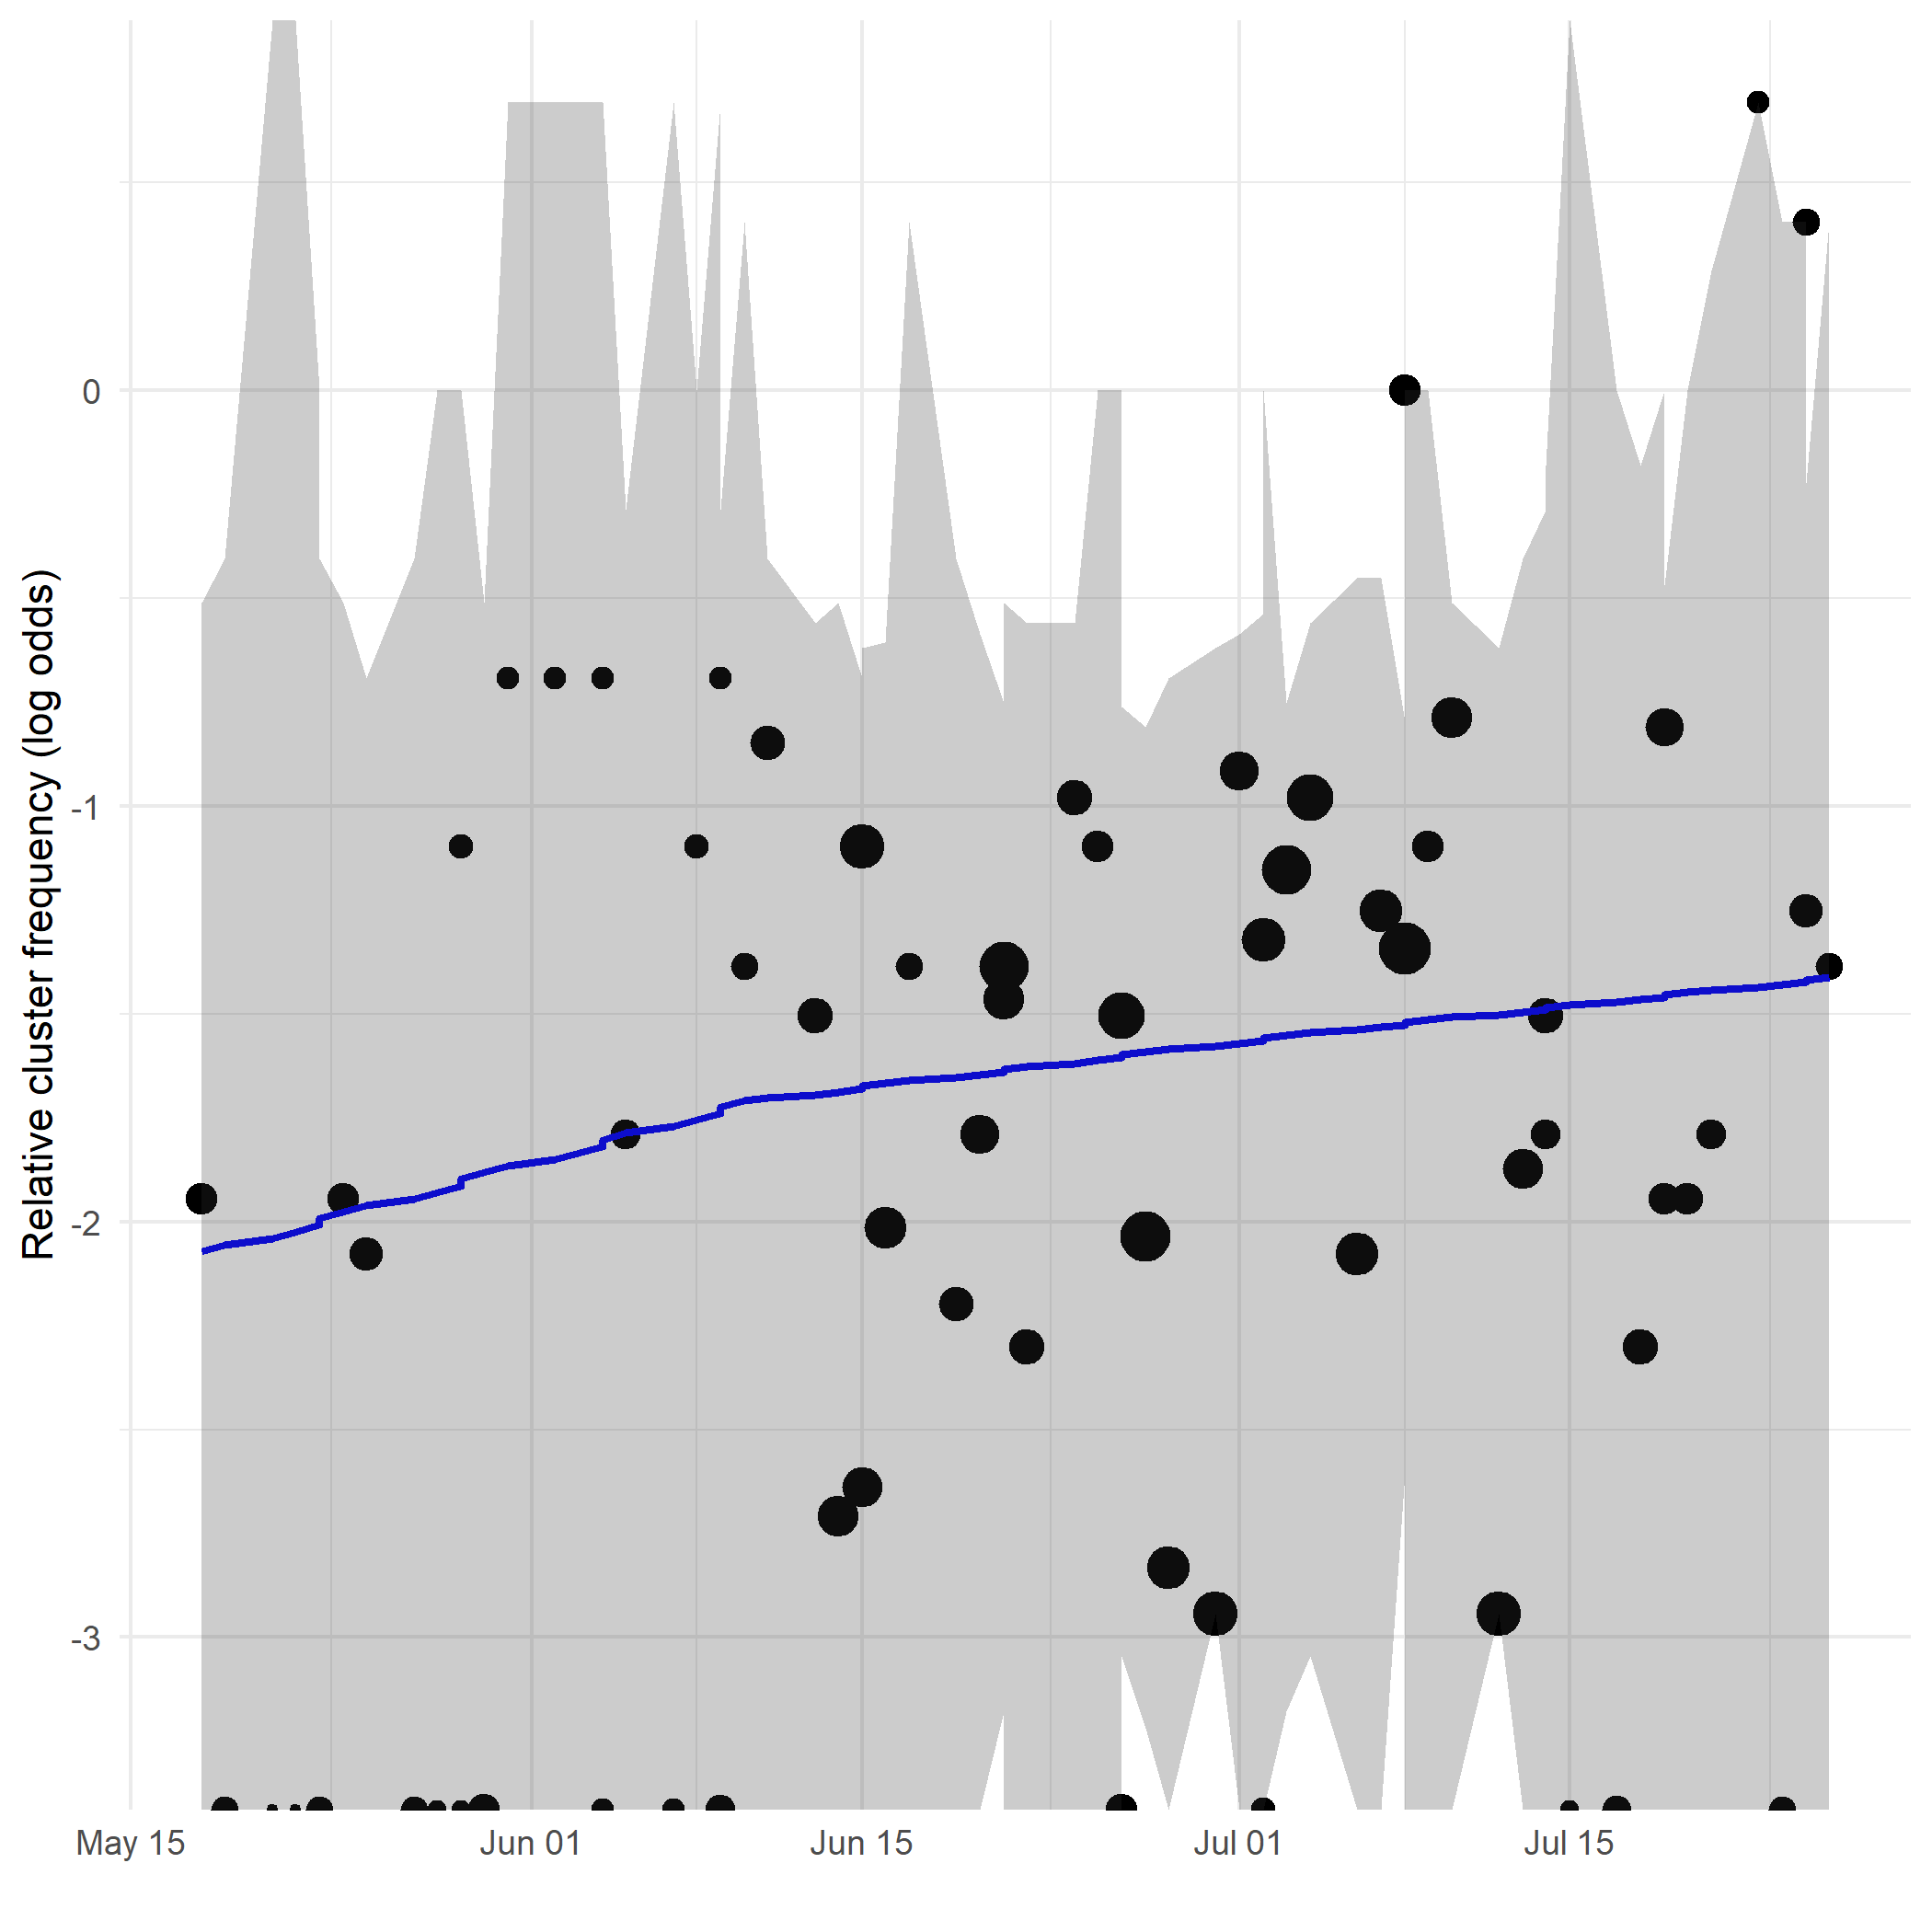 Relative cluster frequency (log odds)
0
-1
-2
-3
May 15
Jun 01
Jun 15
Jul 01
Jul 15